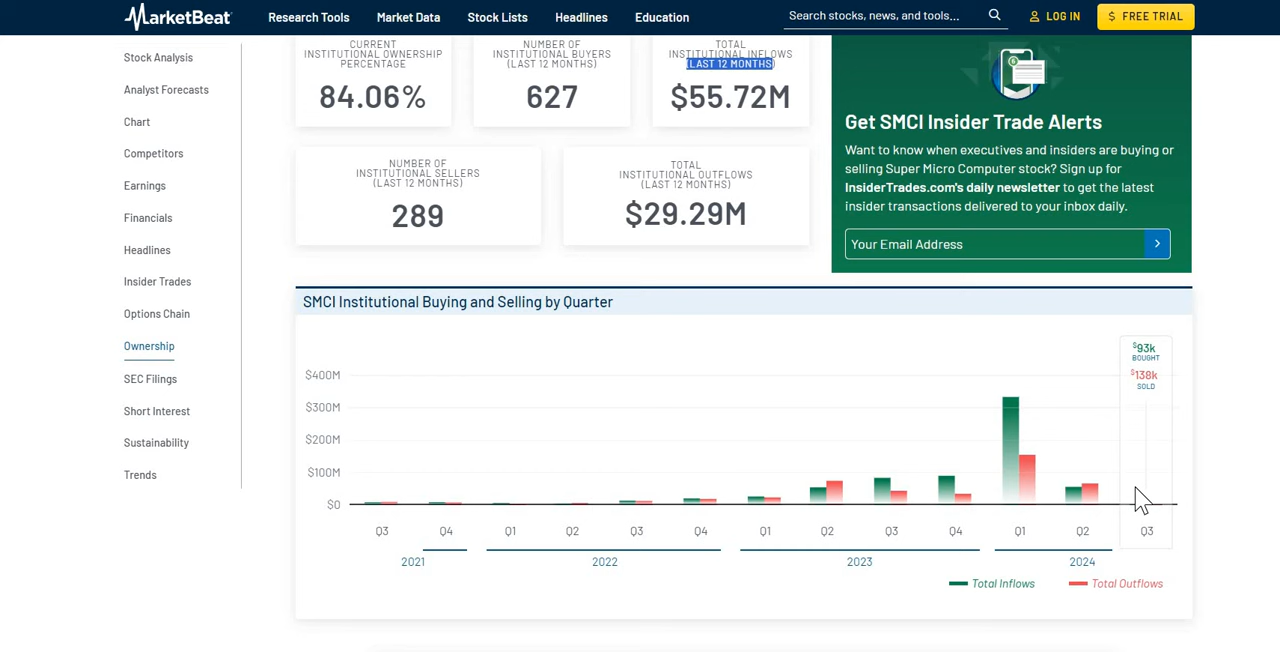 MarketBeat
Research Tools
Market Data
Stock Lists
Headlines
Education
Search stocks, news, and tools...
LOG IN
$ FREE TRIAL
Stock Analysis
Analyst Forecasts
Chart
Competitors
Earnings
Financials
Headlines
Insider Trades
Options Chain
Ownership
SEC Filings
Short Interest
Sustainability
Trends
CURRENT
INSTITUTIONAL OWNERSHIP
PERCENTAGE
84.06%
NUMBER OF
INSTITUTIONAL BUYERS
(LAST 12 MONTHS)
627
TOTAL
INSTITUTIONAL INFLOWS
(LAST 12 MONTHS)
$55.72M
NUMBER OF
INSTITUTIONAL SELLERS
(LAST 12 MONTHS)
289
TOTAL
INSTITUTIONAL OUTFLOWS
(LAST 12 MONTHS)
$29.29M
6
Get SMCI Insider Trade Alerts
Want to know when executives and insiders are buying or
selling Super Micro Computer stock? Sign up for
InsiderTrades.com's daily newsletter to get the latest
insider transactions delivered to your inbox daily.
Your Email Address
SMCI Institutional Buying and Selling by Quarter
$93k
BOUGHT
$138k
SOLD
$400M
$300M
$200M
$100M
$0
Q3 Q4 Q1 Q2 Q3 Q4 Q1 Q2 Q3 Q4 Q1 Q2 Q3
2021 2022 2023 2024
Total Inflows Total Outflows